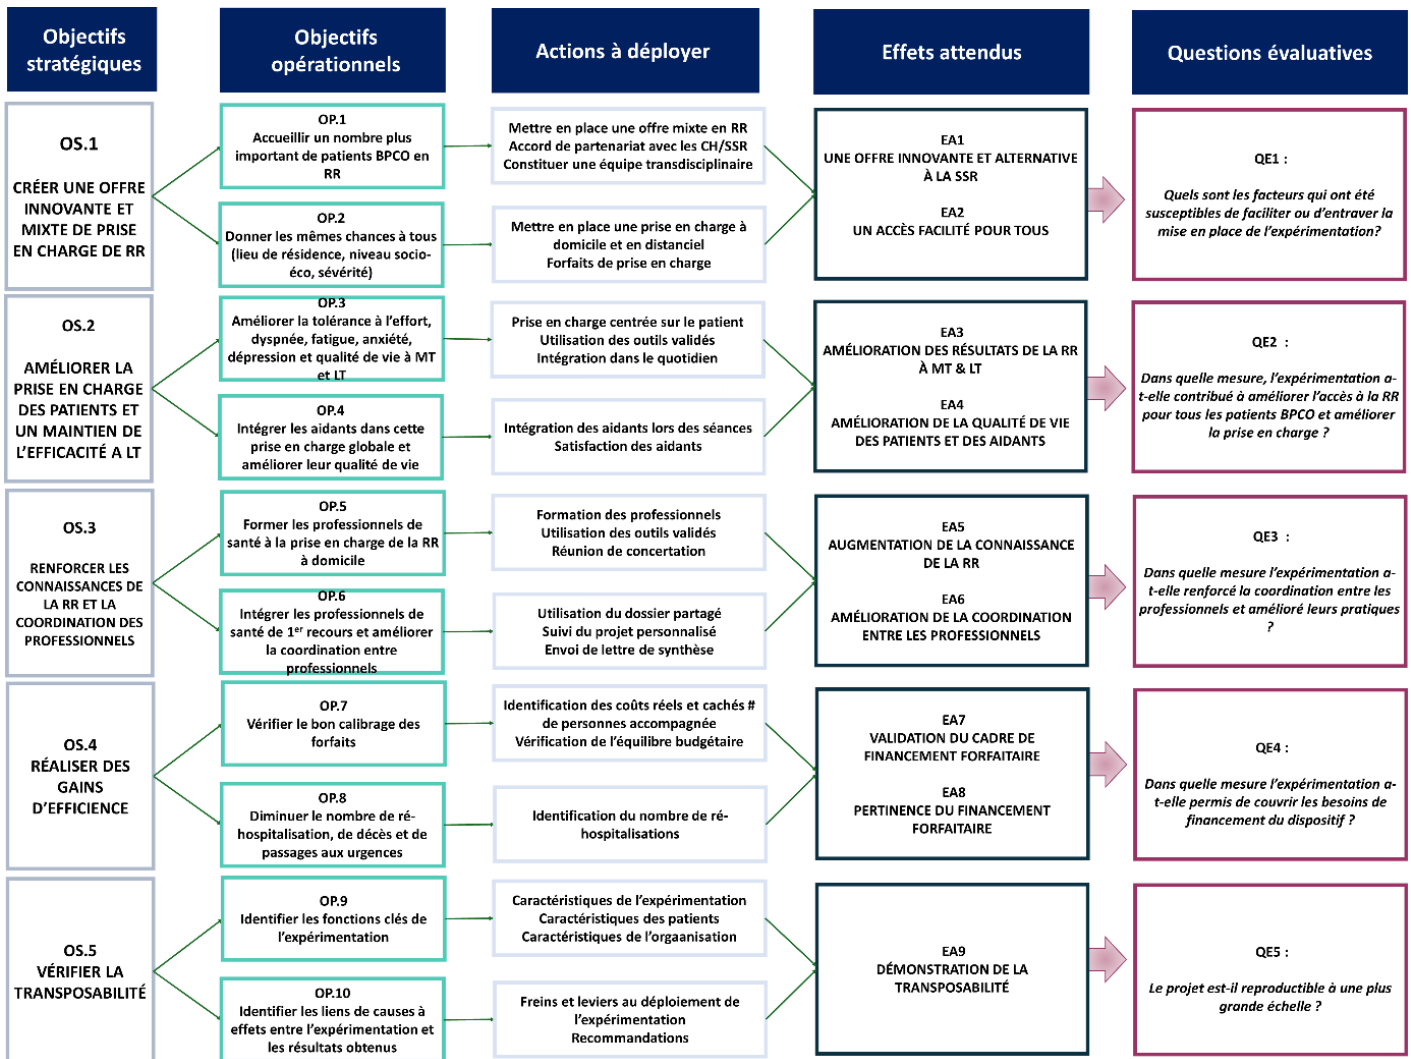 Objectifs
stratégiques
Objectifs
opérationnels
Actions à déployer
Effets attendus
Questions évaluatives
OS.1
CRÉER UNE OFFRE
INNOVANTE ET
MIXTE DE PRISE
EN CHARGE DE RR
OP.1
Accueillir un nombre plus
important de patients BPCO en
RR
Mettre en place une offre mixte en RR
Accord de partenariat avec les CH/SSR
Constituer une équipe transdisciplinaire
OP.2
Donner les mêmes chances à tous
(lieu de résidence, niveau socio-
éco, sévérité)
Mettre en place une prise en charge à
domicile et en distanciel
Forfaits de prise en charge
EA1
UNE OFFRE INNOVANTE ET ALTERNATIVE
À LA SSR
EA2
UN ACCÈS FACILITÉ POUR TOUS
QE1 :
Quels sont les facteurs qui ont été
susceptibles de faciliter ou d'entraver la
mise en place de l'expérimentation?
OS.2
AMÉLIORER LA
PRISE EN CHARGE
DES PATIENTS ET
UN MAINTIEN DE
L'EFFICACITÉ A LT
OP.3
Améliorer la tolérance à l'effort,
dyspnée, fatigue, anxiété,
dépression et qualité de vie à MT
et LT
Prise en charge centrée sur le patient
Utilisation des outils validés
Intégration dans le quotidien
OP.4
Intégrer les aidants dans cette
prise en charge globale et
améliorer leur qualité de vie
Intégration des aidants lors des séances
Satisfaction des aidants
EA3
AMÉLIORATION DES RÉSULTATS DE LA RR
À MT & LT
EA4
AMÉLIORATION DE LA QUALITÉ DE VIE
DES PATIENTS ET DES AIDANTS
QE2 :
Dans quelle mesure, l'expérimentation a-
t-elle contribué à améliorer l'accès à la RR
pour tous les patients BPCO et améliorer
la prise en charge ?
OS.3
RENFORCER LES
CONNAISSANCES DE
LA RR ET LA
COORDINATION DES
PROFESSIONNELS
OP.5
Former les professionnels de
santé à la prise en charge de la RR
à domicile
Formation des professionnels
Utilisation des outils validés
Réunion de concertation
OP.6
Intégrer les professionnels de
santé de 1er recours et améliorer
la coordination entre
professionnels
Utilisation du dossier partagé
Suivi du projet personnalisé
Envoi de lettre de synthèse
EA5
AUGMENTATION DE LA CONNAISSANCE
DE LA RR
EA6
AMÉLIORATION DE LA COORDINATION
ENTRE LES PROFESSIONNELS
QE3 :
Dans quelle mesure l'expérimentation a-
t-elle renforcé la coordination entre les
professionnels et amélioré leurs pratiques
?
OS.4
RÉALISER DES
GAINS
D'EFFICIENCE
OP.7
Vérifier le bon calibrage des
forfaits
Identification des coûts réels et cachés #
de personnes accompagnée
Vérification de l'équilibre budgétaire
OP.8
Diminuer le nombre de ré-
hospitalisation, de décès et de
passages aux urgences
Identification du nombre de ré-
hospitalisations
EA7
VALIDATION DU CADRE DE
FINANCEMENT FORFAITAIRE
EA8
PERTINENCE DU FINANCEMENT
FORFAITAIRE
QE4 :
Dans quelle mesure l'expérimentation a-
t-elle permis de couvrir les besoins de
financement du dispositif ?
OS.5
VÉRIFIER LA
TRANSPOSABILITÉ
OP.9
Identifier les fonctions clés de
l'expérimentation
Caractéristiques de l'expérimentation
Caractéristiques des patients
Caractéristiques de l'orgaanisation
OP.10
Identifier les liens de causes à
effets entre l'expérimentation et
les résultats obtenus
Freins et leviers au déploiement de
l'expérimentation
Recommandations
EA9
DÉMONSTRATION DE LA
TRANSPOSABILITÉ
QE5 :
Le projet est-il reproductible à une plus
grande échelle ?